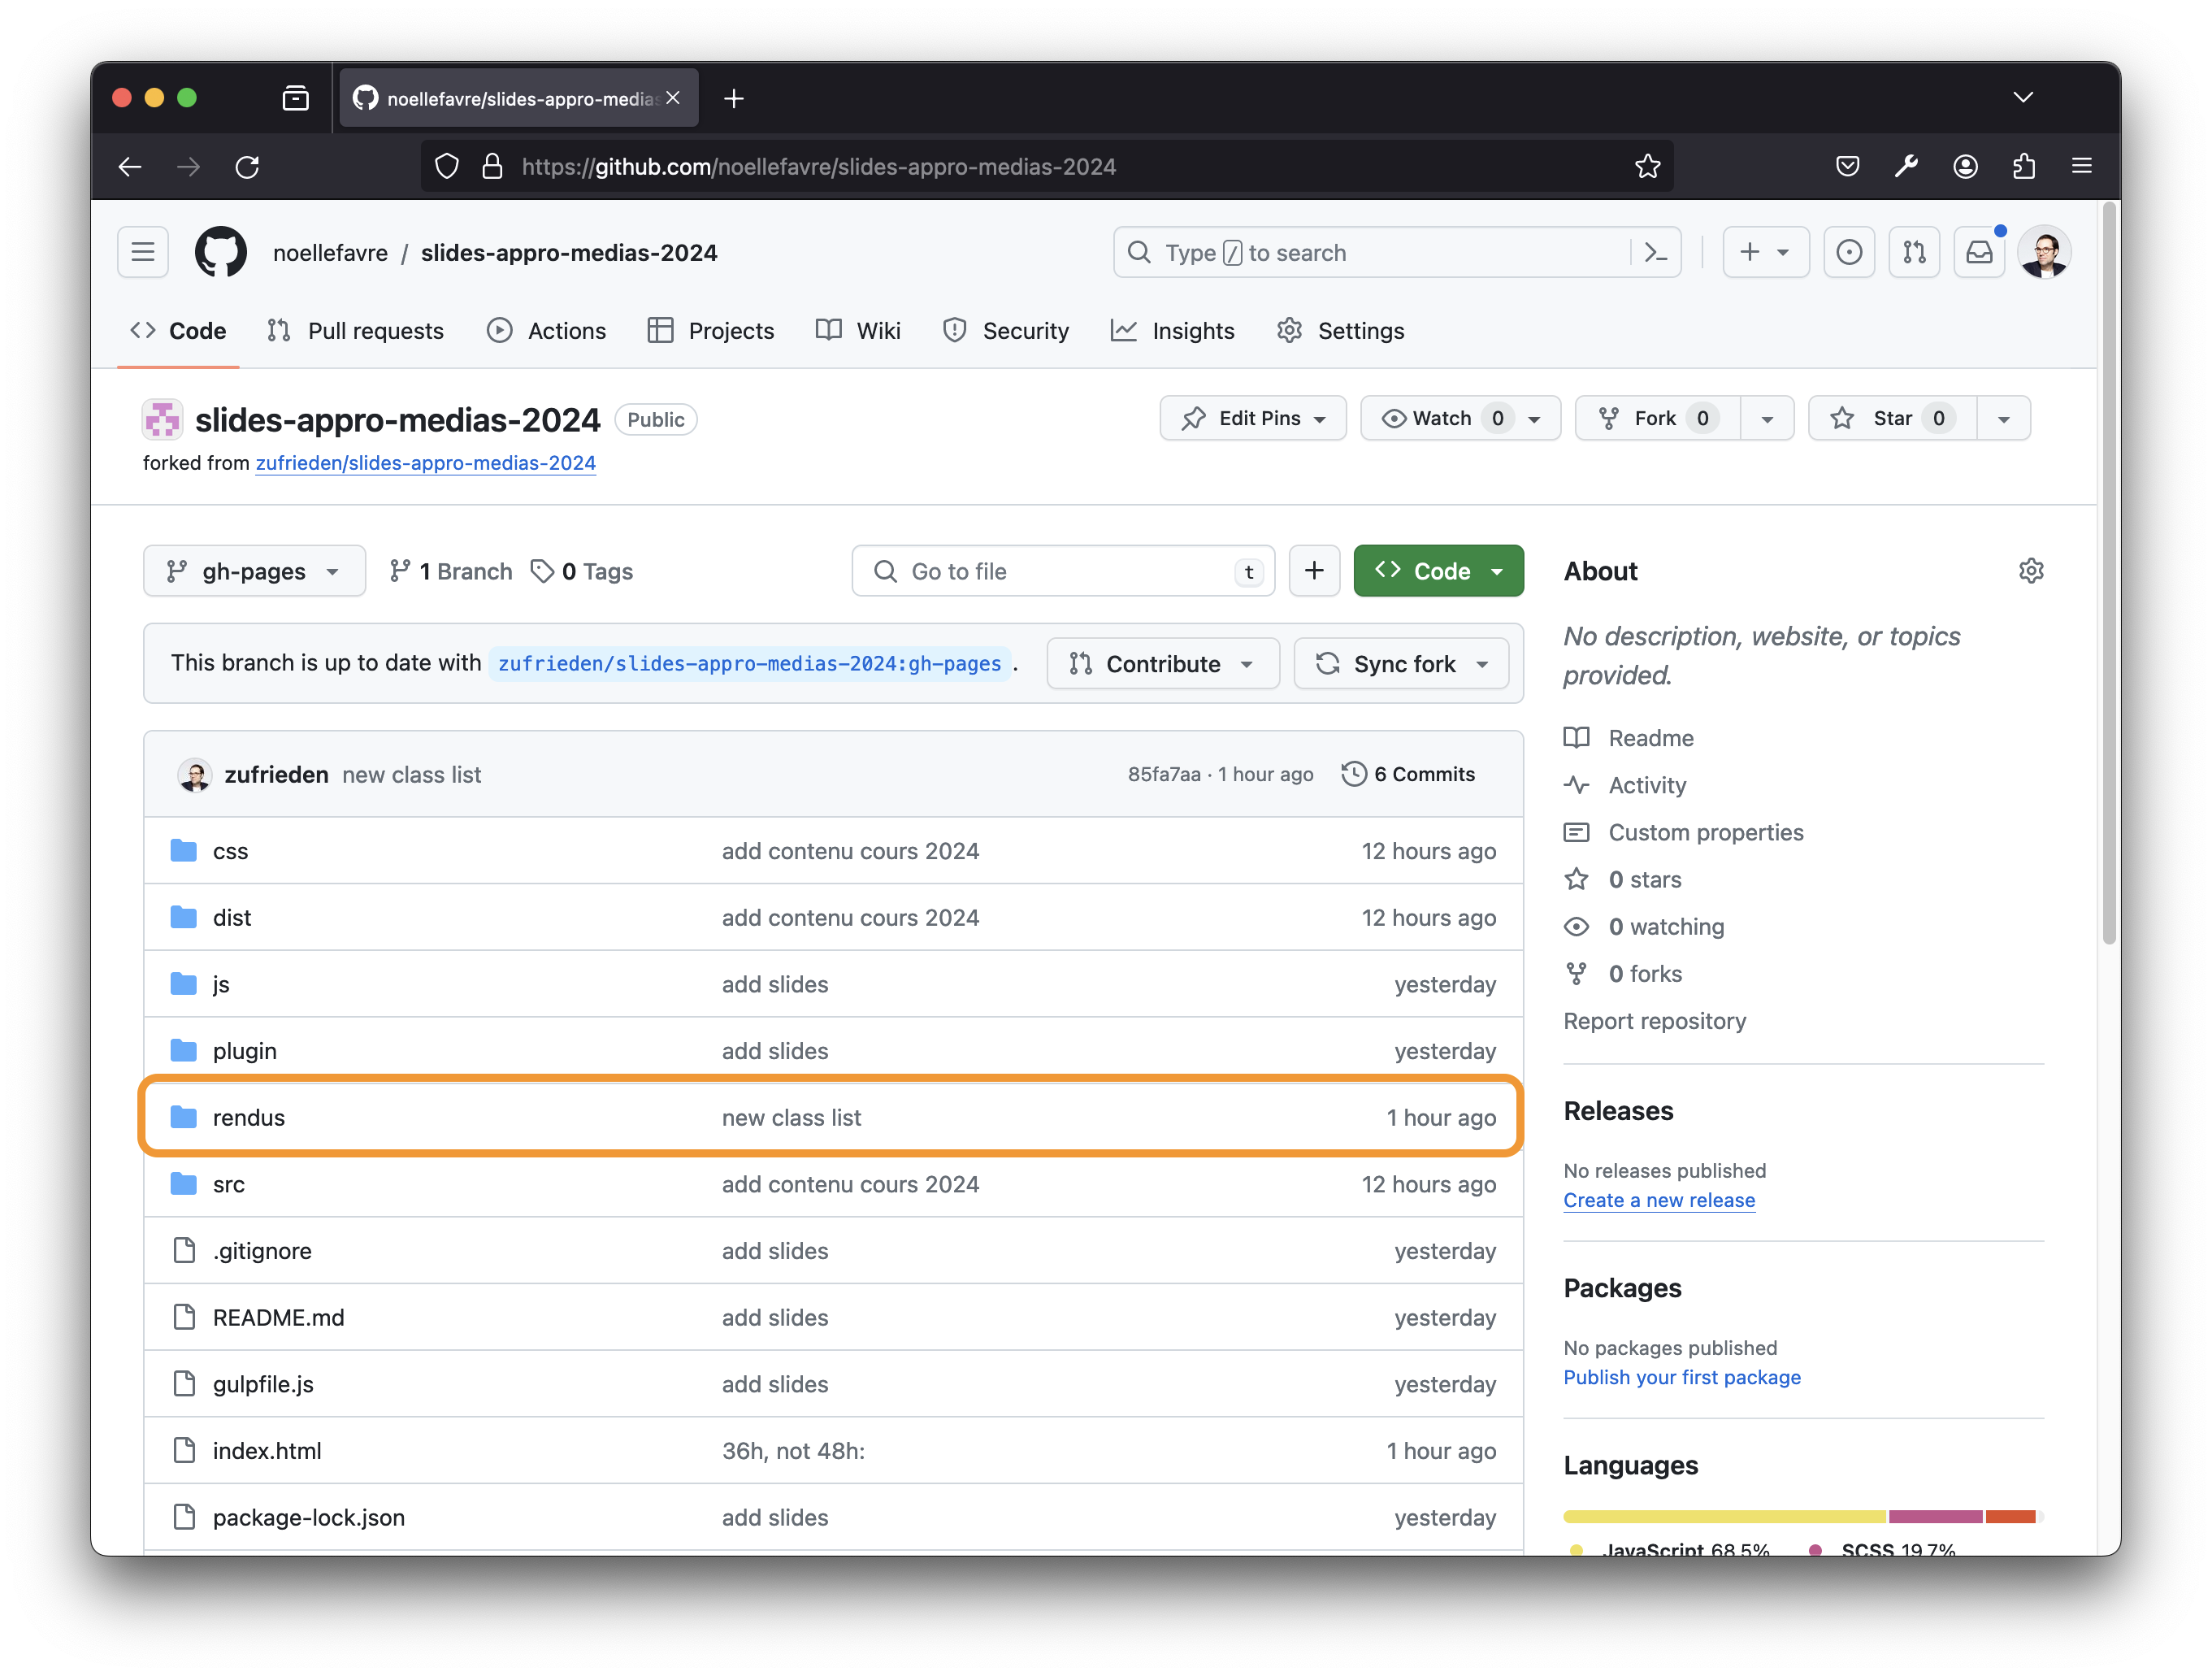 noellefavre/slides-appro-medias
https://github.com/noellefavre/slides-appro-medias-2024
noellefavre / slides-appro-medias-2024
Type / to search
Code Pull requests Actions Projects Wiki Security Insights Settings
slides-appro-medias-2024 Public
Edit Pins Watch 0 Fork 0 Star 0
forked from zufrieden/slides-appro-medias-2024
gh-pages 1 Branch 0 Tags Go to file t Code
This branch is up to date with zufrieden/slides-appro-medias-2024:gh-pages . Contribute Sync fork
zufrieden new class list 85fa7aa · 1 hour ago 6 Commits
css add contenu cours 2024 12 hours ago
dist add contenu cours 2024 12 hours ago
js add slides yesterday
plugin add slides yesterday
rendus new class list 1 hour ago
src add contenu cours 2024 12 hours ago
.gitignore add slides yesterday
README.md add slides yesterday
gulpfile.js add slides yesterday
index.html 36h, not 48h: 1 hour ago
package-lock.json add slides yesterday
About
No description, website, or topics
provided.
Readme
Activity
Custom properties
0 stars
0 watching
0 forks
Report repository
Releases
No releases published
Create a new release
Packages
No packages published
Publish your first package
Languages
JavaScript 68.5% SCSS 19.7%